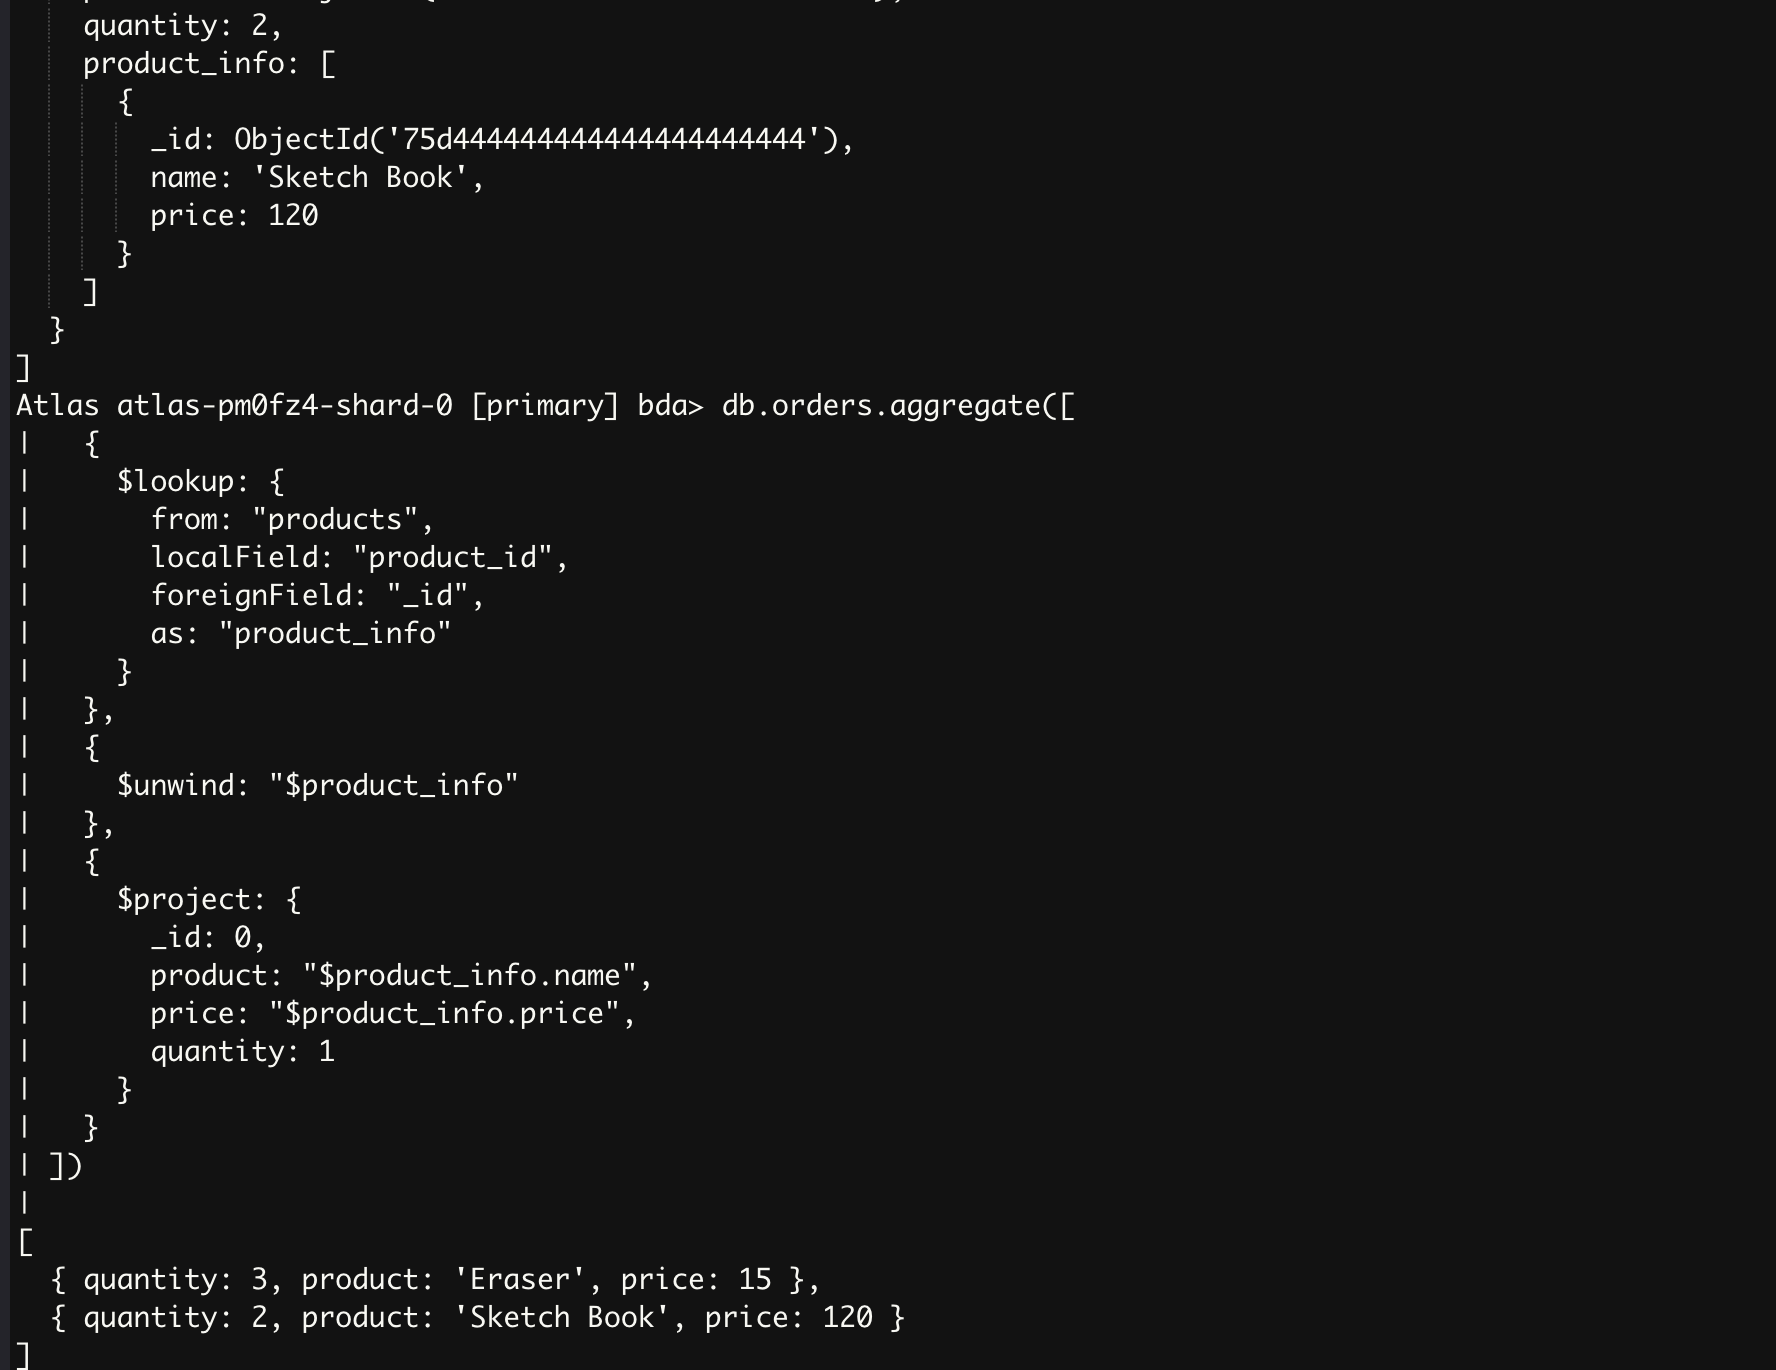 quantity: 2,
product_info: [
{
_id: ObjectId('75d444444444444444444444'),
name: 'Sketch Book',
price: 120
}
]
}
]
Atlas atlas-pm0fz4-shard-0 [primary] bda> db.orders.aggregate([
| {
| $lookup: {
| from: "products",
| localField: "product_id",
| foreignField: "_id",
| as: "product_info"
| }
| },
| {
| $unwind: "$product_info"
| },
| {
| $project: {
| _id: 0,
| product: "$product_info.name",
| price: "$product_info.price",
| quantity: 1
| }
| }
| ])
|
[
{ quantity: 3, product: 'Eraser', price: 15 },
{ quantity: 2, product: 'Sketch Book', price: 120 }
]